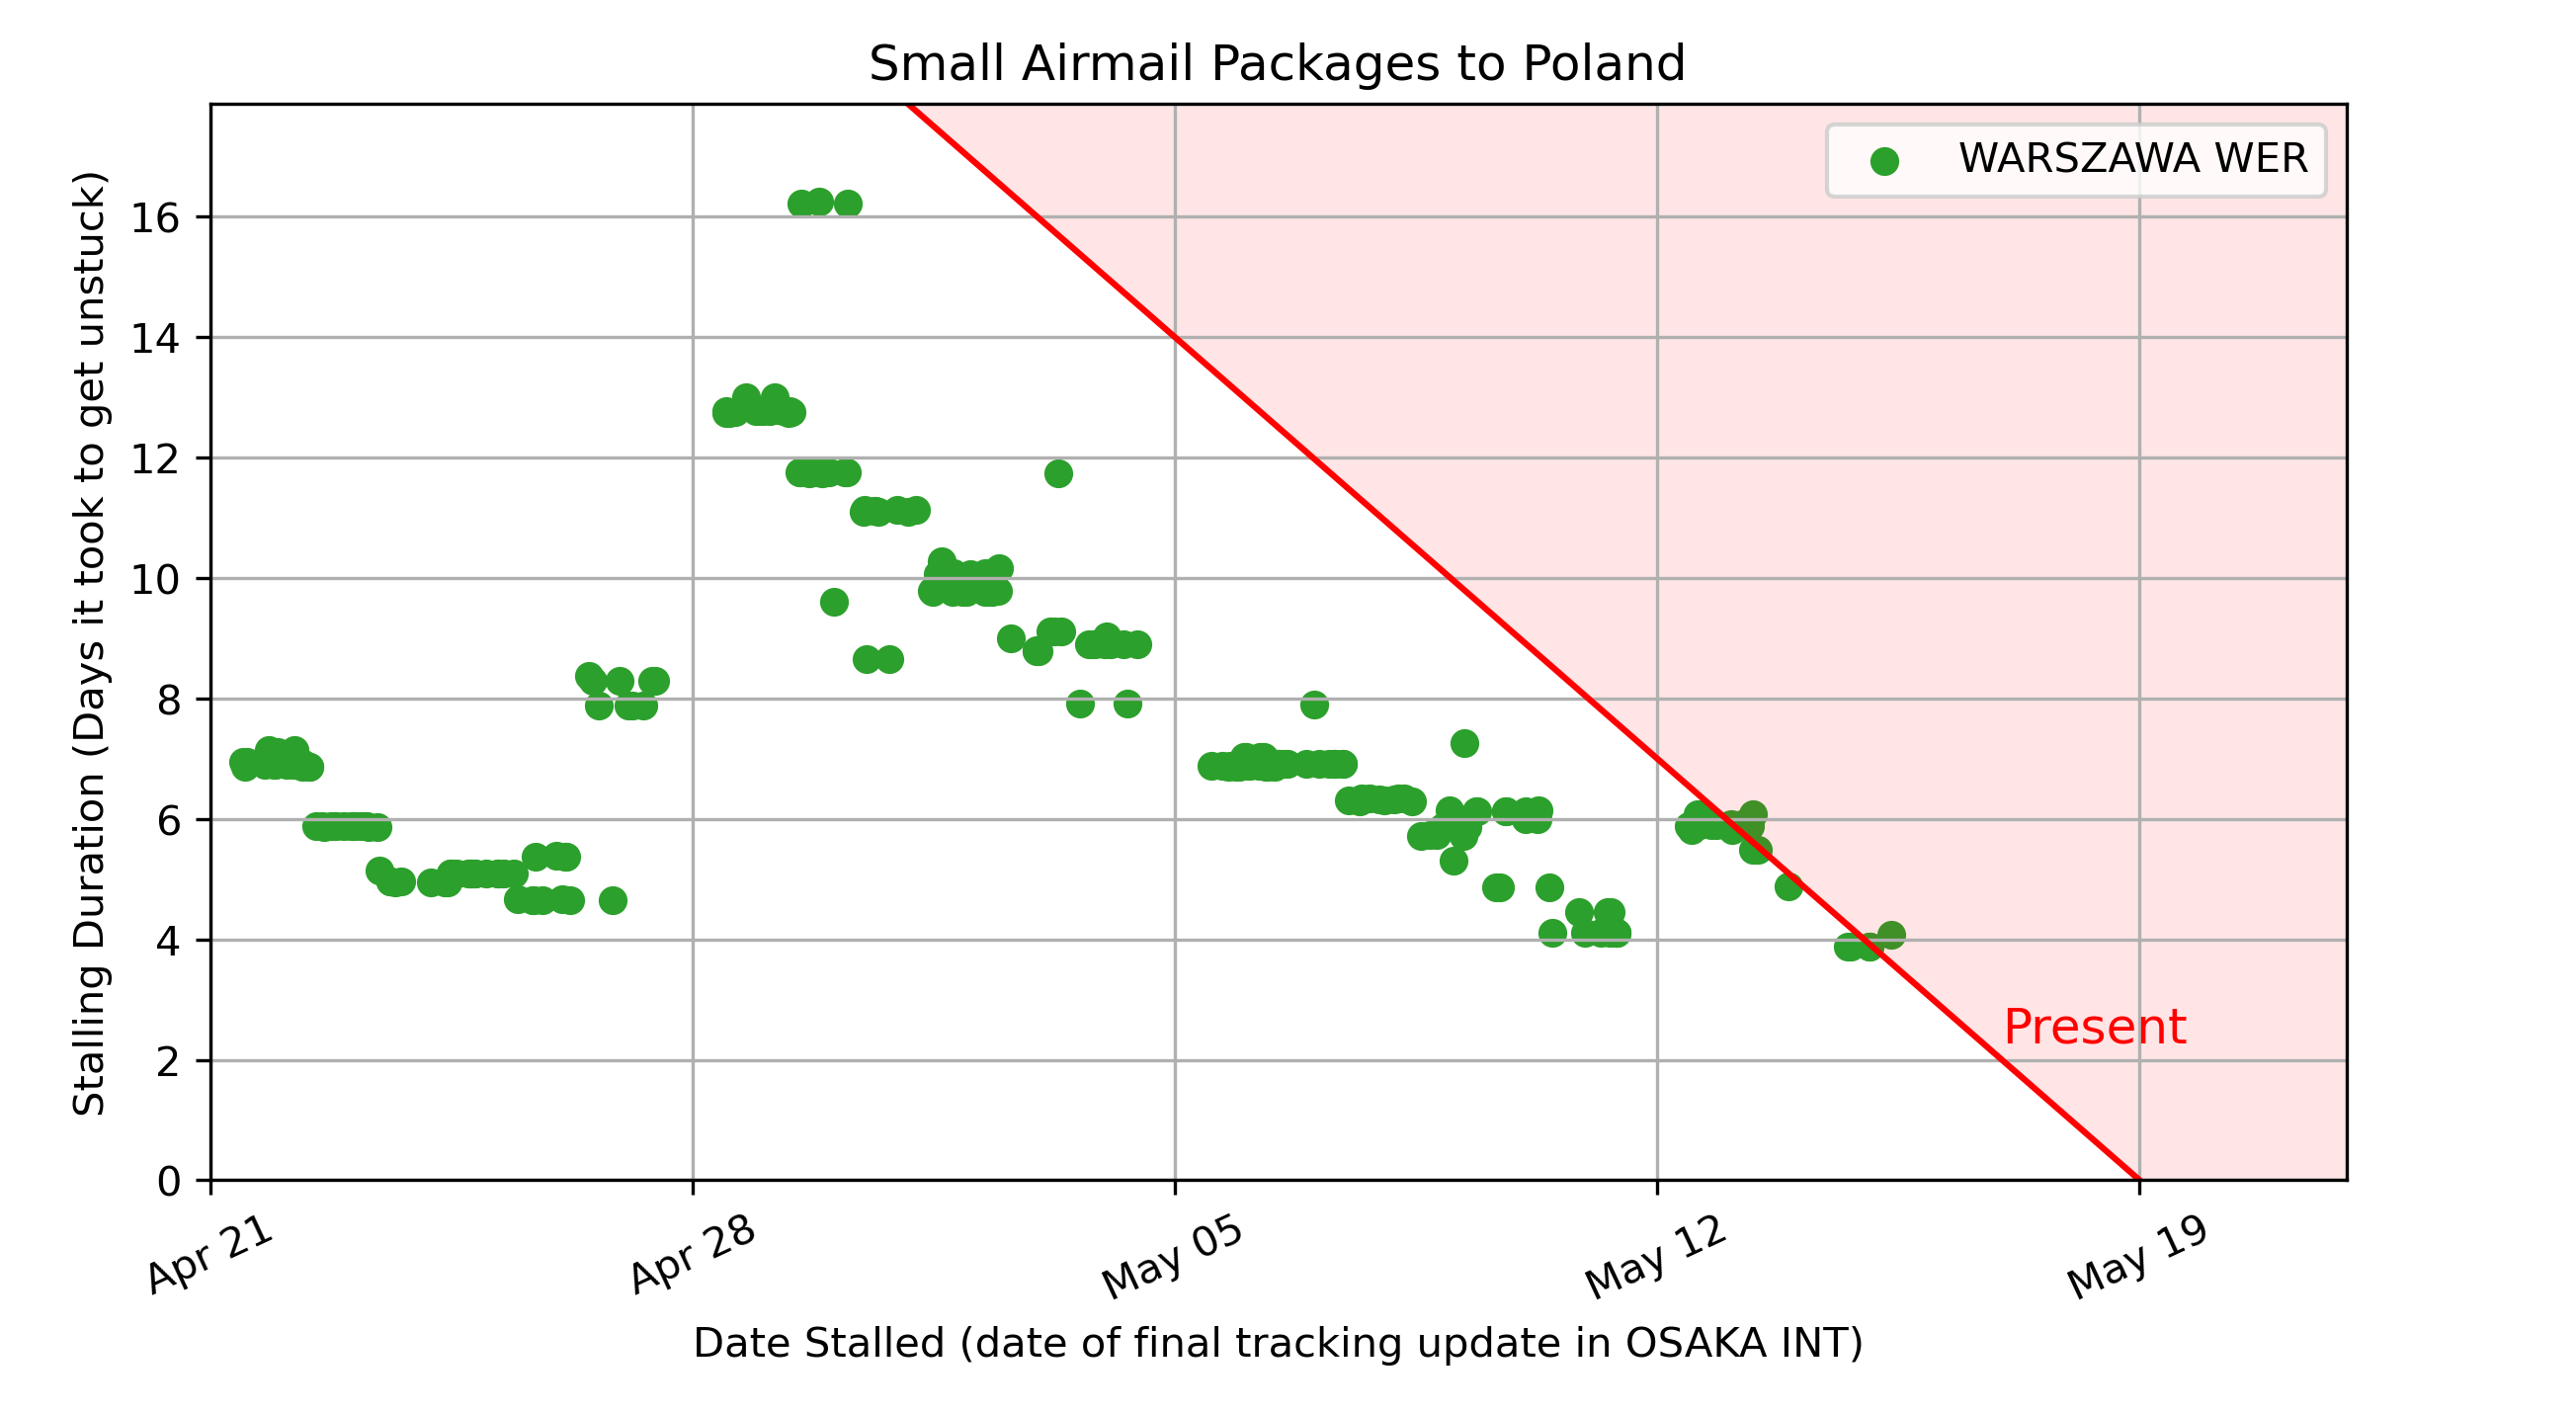 Small Airmail Packages to Poland
WARSZAWA WER
Stalling Duration (Days it took to get unstuck)
16
14
12
10
8
6
4
2
0
Present
Apr 21
Apr 28
May 05
May 12
May 19
Date Stalled (date of final tracking update in OSAKA INT)